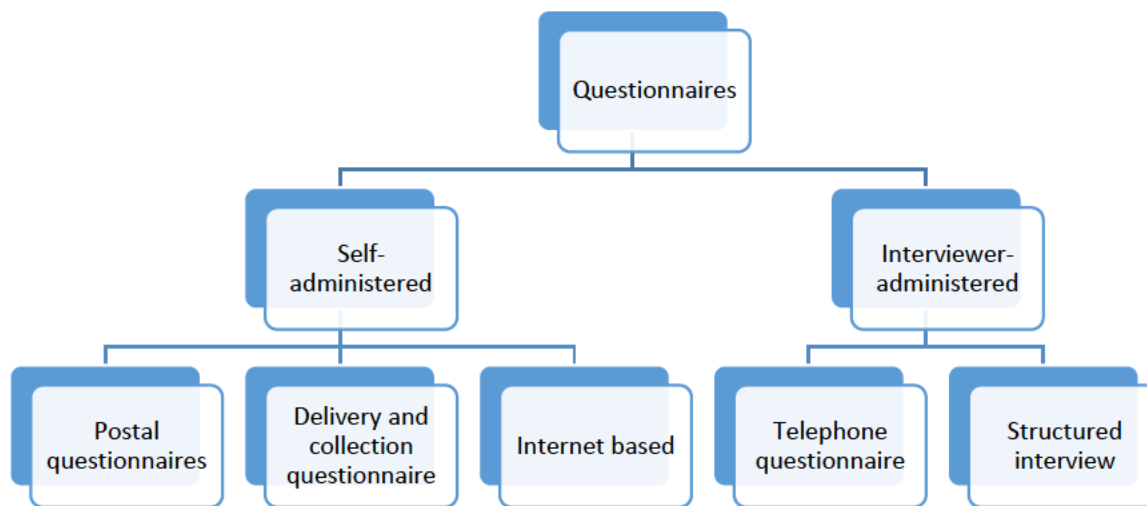 Questionnaires
Self-
administered
Interviewer-
administered
Postal
questionnaires
Delivery and
collection
questionnaire
Internet based
Telephone
questionnaire
Structured
interview